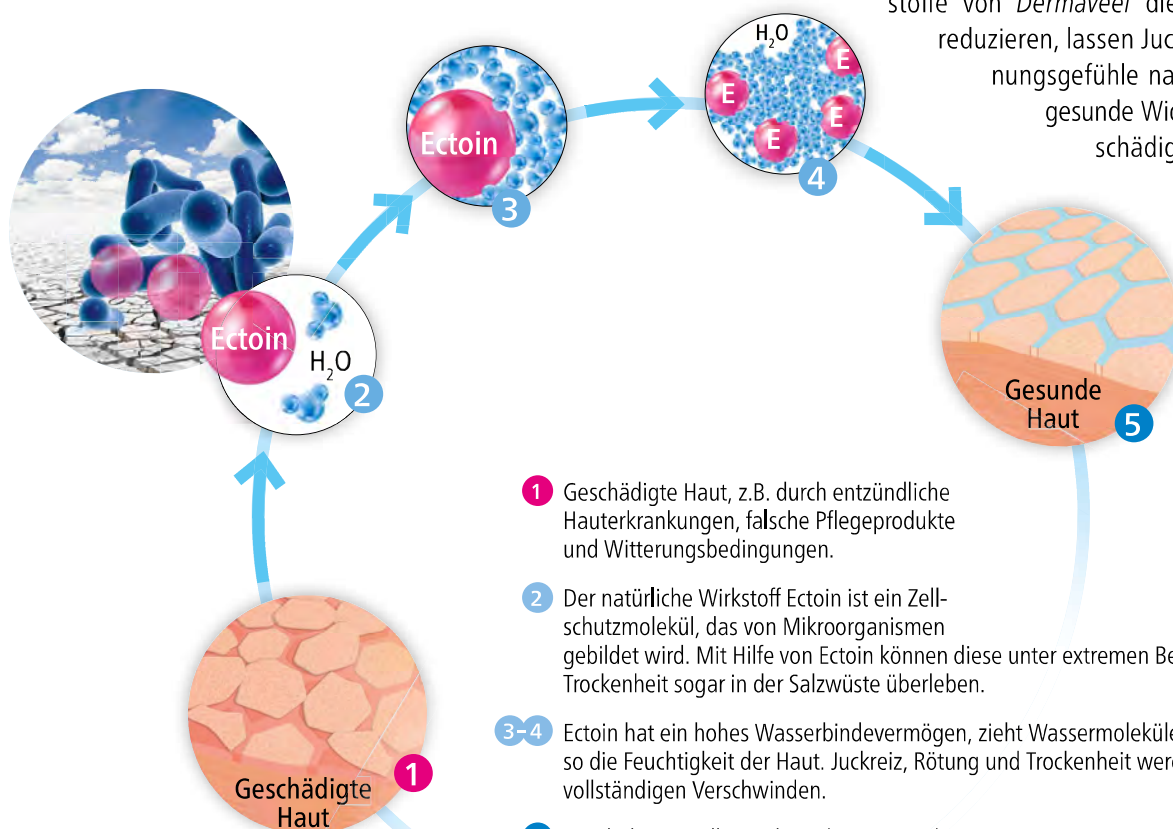 stoffe von Dermaveel die
reduzieren, lassen Juc
nungsgefühle na
gesunde
schädig
H₂O
E
E
E
E
4
Ectoin
3
Ectoin
H₂O
2
Gesunde
Haut
5
1 Geschädigte Haut, z.B. durch entzündliche
Hauterkrankungen, falsche Pflegeprodukte
und Witterungsbedingungen.
2 Der natürliche Wirkstoff Ectoin ist ein Zell-
schutzmolekül, das von Mikroorganismen
gebildet wird. Mit Hilfe von Ectoin können diese unter extremen Be
Trockenheit sogar in der Salzwüste überleben.
3-4 Ectoin hat ein hohes Wasserbindevermögen, zieht Wassermoleküle
so die Feuchtigkeit der Haut. Juckreiz, Rötung und Trockenheit werd
vollständigen Verschwinden.
Geschädigte
Haut
1